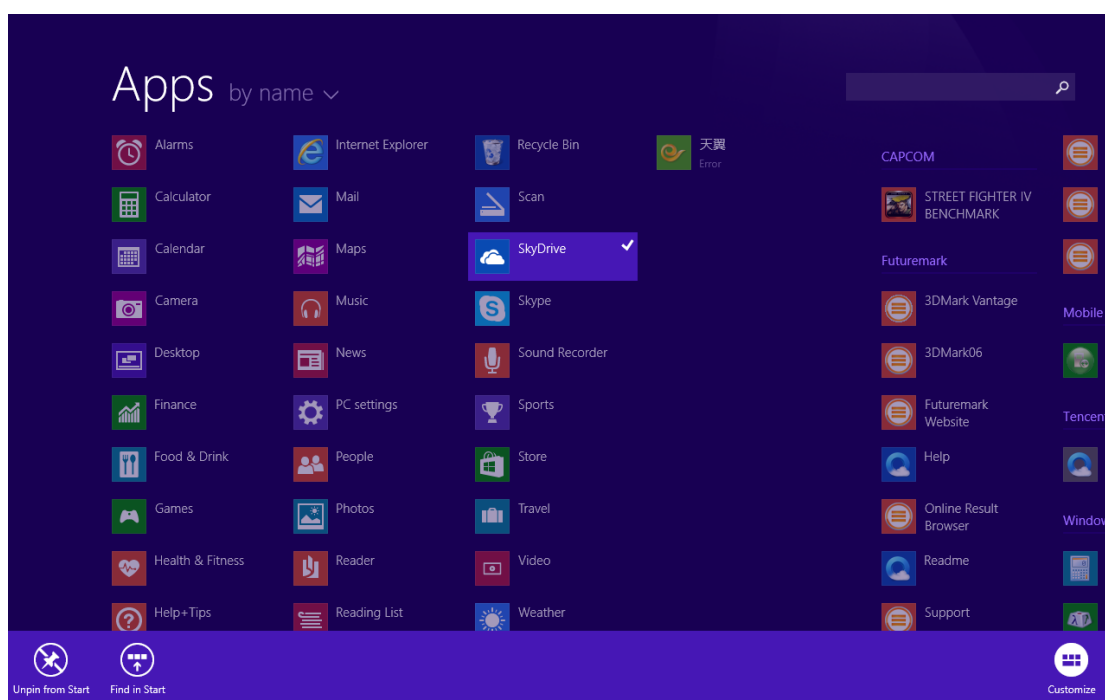 Apps by name
Alarms
Calculator
Calendar
Camera
Desktop
Finance
Food & Drink
Games
Health & Fitness
Help+Tips
Internet Explorer
Mail
Maps
Music
News
PC settings
People
Photos
Reader
Reading List
Recycle Bin
Scan
SkyDrive
Skype
Sound Recorder
Sports
Store
Travel
Video
Weather
天翼
Error
CAPCOM
STREET FIGHTER IV
BENCHMARK
Futuremark
3DMark Vantage
3DMark06
Futuremark
Website
Help
Online Result
Browser
Readme
Support
Mobile
Tencen
Window
Unpin from Start
Find in Start
Customize